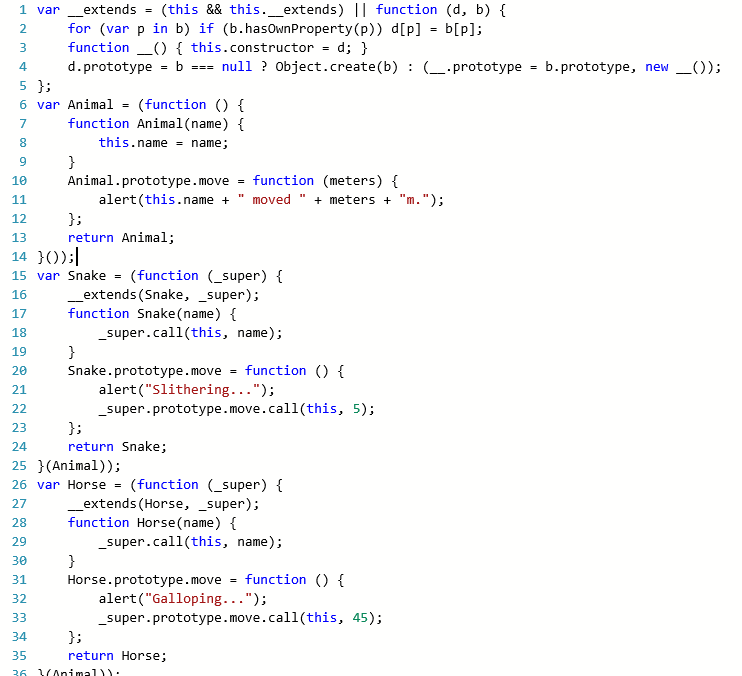 1 var __extends = (this && this.__extends) || function (d, b) {
2     for (var p in b) if (b.hasOwnProperty(p)) d[p] = b[p];
3     function __() { this.constructor = d; }
4     d.prototype = b === null ? Object.create(b) : (__.prototype = b.prototype, new __());
5 };
6 var Animal = (function () {
7     function Animal(name) {
8         this.name = name;
9     }
10     Animal.prototype.move = function (meters) {
11         alert(this.name + " moved " + meters + "m.");
12     };
13     return Animal;
14 }());
15 var Snake = (function (_super) {
16     __extends(Snake, _super);
17     function Snake(name) {
18         _super.call(this, name);
19     }
20     Snake.prototype.move = function () {
21         alert("Slithering...");
22         _super.prototype.move.call(this, 5);
23     };
24     return Snake;
25 }(Animal));
26 var Horse = (function (_super) {
27     __extends(Horse, _super);
28     function Horse(name) {
29         _super.call(this, name);
30     }
31     Horse.prototype.move = function () {
32         alert("Galloping...");
33         _super.prototype.move.call(this, 45);
34     };
35     return Horse;
36 }(Animal));